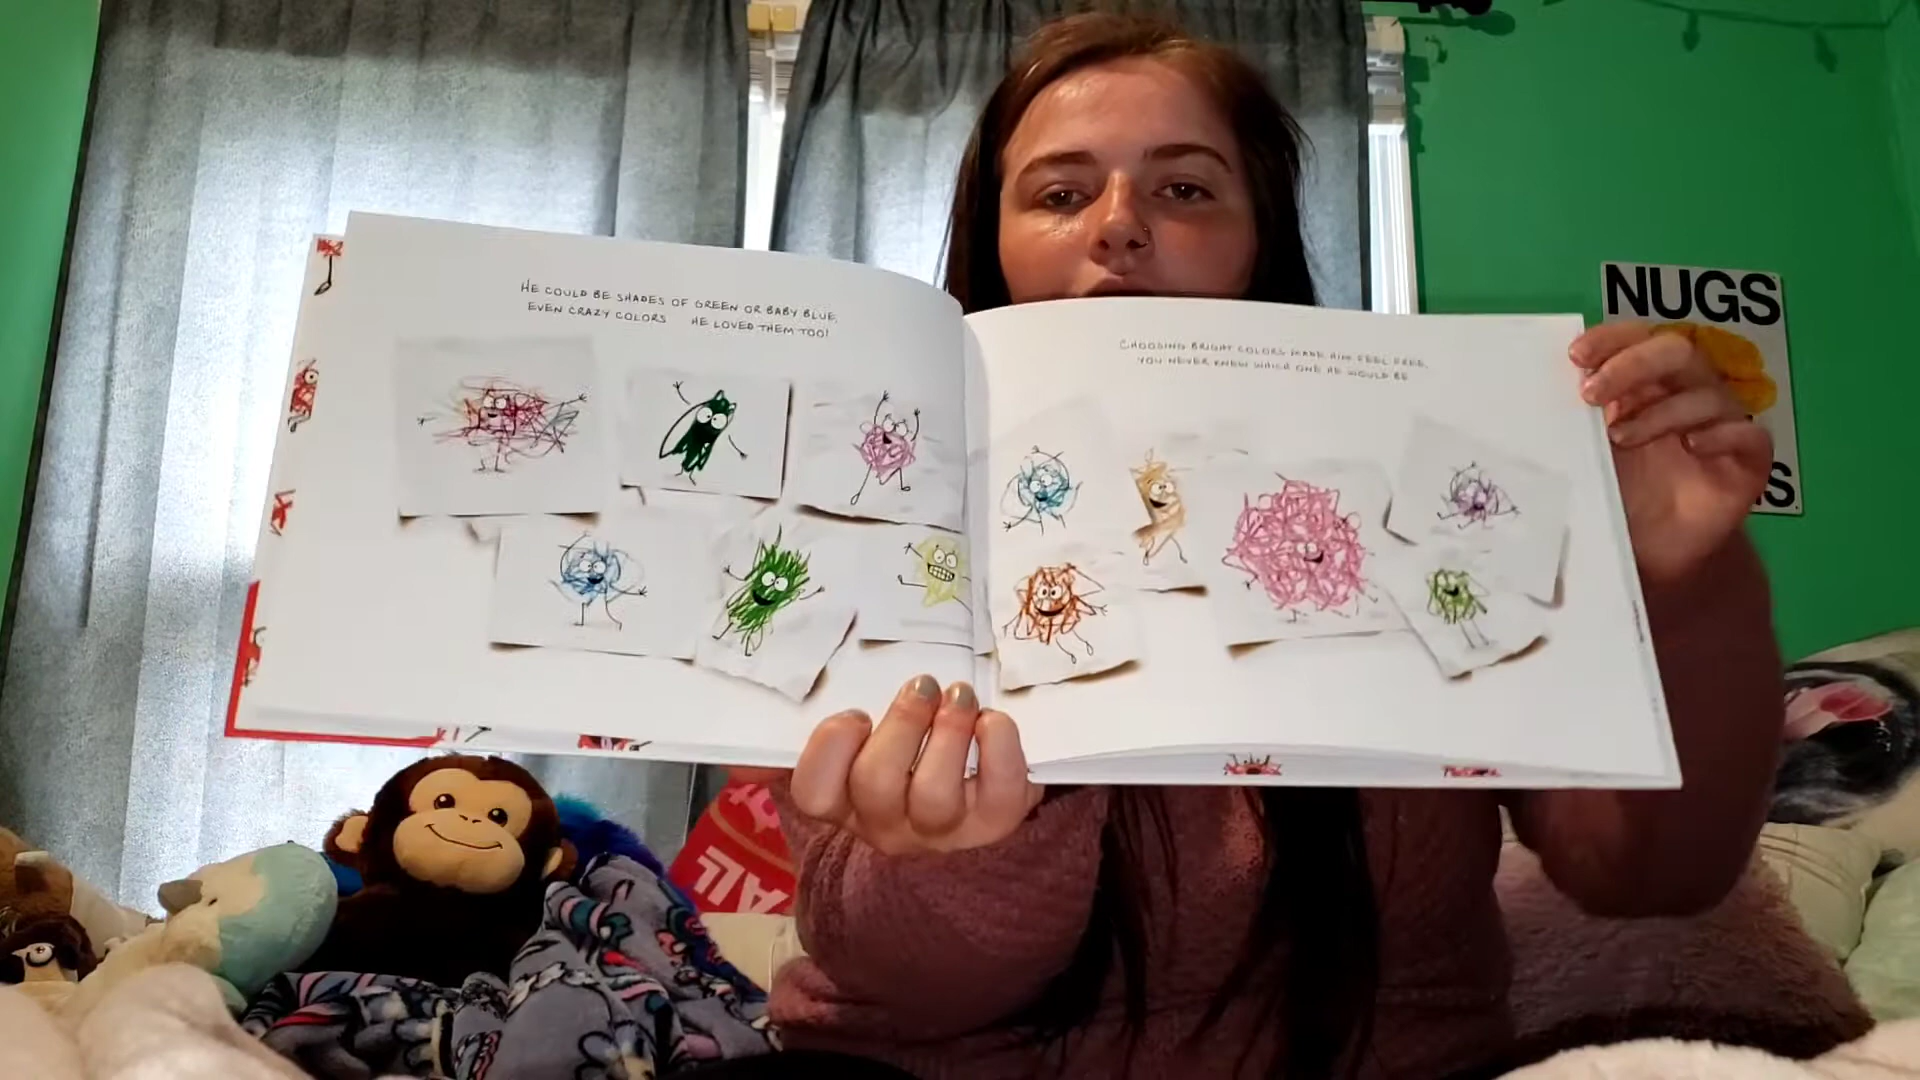 HE COULD BE SHADES OF GREEN OR BABY BLUE,
EVEN CRAZY COLORS HE LOVED THEM TOO!
CHOOSING BRIGHT COLORS MADE HIM FEEL FREE.
YOU NEVER KNEW WHICH ONE HE WOULD BE
NUGS
ALL